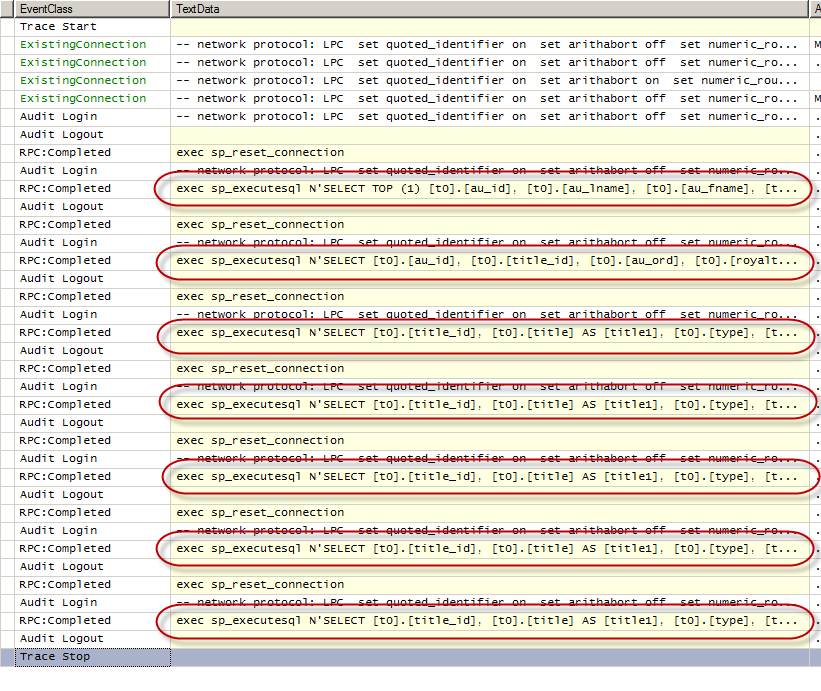 EventClass TextData A
Trace Start
ExistingConnection -- network protocol: LPC set quoted_identifier on set arithabort off set numeric_ro... M
ExistingConnection -- network protocol: LPC set quoted_identifier on set arithabort off set numeric_ro... .
ExistingConnection -- network protocol: LPC set quoted_identifier on set arithabort on set numeric_rou...
ExistingConnection -- network protocol: LPC set quoted_identifier on set arithabort off set numeric_ro... M
Audit Login -- network protocol: LPC set quoted_identifier on set arithabort off set numeric_ro... .
Audit Logout .
RPC:Completed exec sp_reset_connection .
Audit Login -- network protocol: LPC set quoted_identifier on set arithabort off set numeric_ro... .
RPC:Completed exec sp_executesql N'SELECT TOP (1) [t0].[au_id], [t0].[au_lname], [t0].[au_fname], [t... .
Audit Logout .
RPC:Completed exec sp_reset_connection .
Audit Login -- network protocol: LPC set quoted_identifier on set arithabort off set numeric_ro... .
RPC:Completed exec sp_executesql N'SELECT [t0].[au_id], [t0].[title_id], [t0].[au_ord], [t0].[royalt... .
Audit Logout .
RPC:Completed exec sp_reset_connection .
Audit Login -- network protocol: LPC set quoted_identifier on set arithabort off set numeric_ro... .
RPC:Completed exec sp_executesql N'SELECT [t0].[title_id], [t0].[title] AS [title1], [t0].[type], [t... .
Audit Logout .
RPC:Completed exec sp_reset_connection .
Audit Login -- network protocol: LPC set quoted_identifier on set arithabort off set numeric_ro... .
RPC:Completed exec sp_executesql N'SELECT [t0].[title_id], [t0].[title] AS [title1], [t0].[type], [t... .
Audit Logout .
RPC:Completed exec sp_reset_connection .
Audit Login -- network protocol: LPC set quoted_identifier on set arithabort off set numeric_ro... .
RPC:Completed exec sp_executesql N'SELECT [t0].[title_id], [t0].[title] AS [title1], [t0].[type], [t... .
Audit Logout .
RPC:Completed exec sp_reset_connection .
Audit Login -- network protocol: LPC set quoted_identifier on set arithabort off set numeric_ro... .
RPC:Completed exec sp_executesql N'SELECT [t0].[title_id], [t0].[title] AS [title1], [t0].[type], [t... .
Audit Logout .
RPC:Completed exec sp_reset_connection .
Audit Login -- network protocol: LPC set quoted_identifier on set arithabort off set numeric_ro... .
RPC:Completed exec sp_executesql N'SELECT [t0].[title_id], [t0].[title] AS [title1], [t0].[type], [t... .
Audit Logout .
Trace Stop